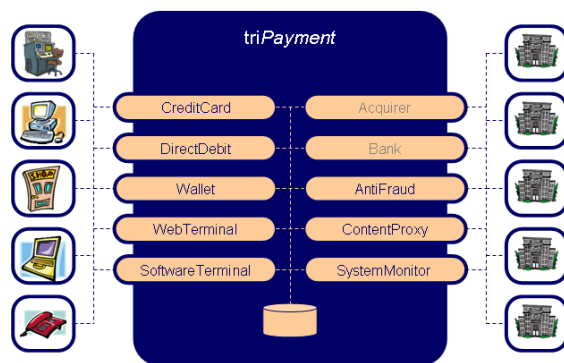 triPayment
CreditCard
Acquirer
DirectDebit
Bank
Wallet
AntiFraud
WebTerminal
ContentProxy
SoftwareTerminal
SystemMonitor